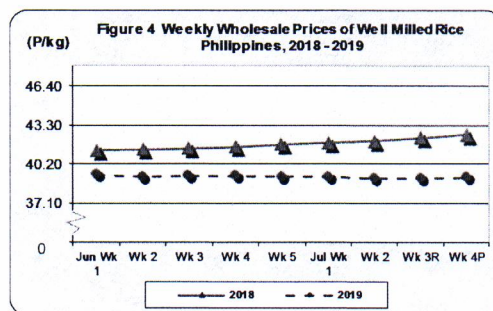 Figure 4 Weekly Wholesale Prices of Well Milled Rice
Philippines, 2018 - 2019
(P/kg)
46.40
43.30
40.20
37.10
0
Jun Wk 1 Wk 2 Wk 3 Wk 4 Wk 5 Jul Wk 1 Wk 2 Wk 3R Wk 4P
2018 2019